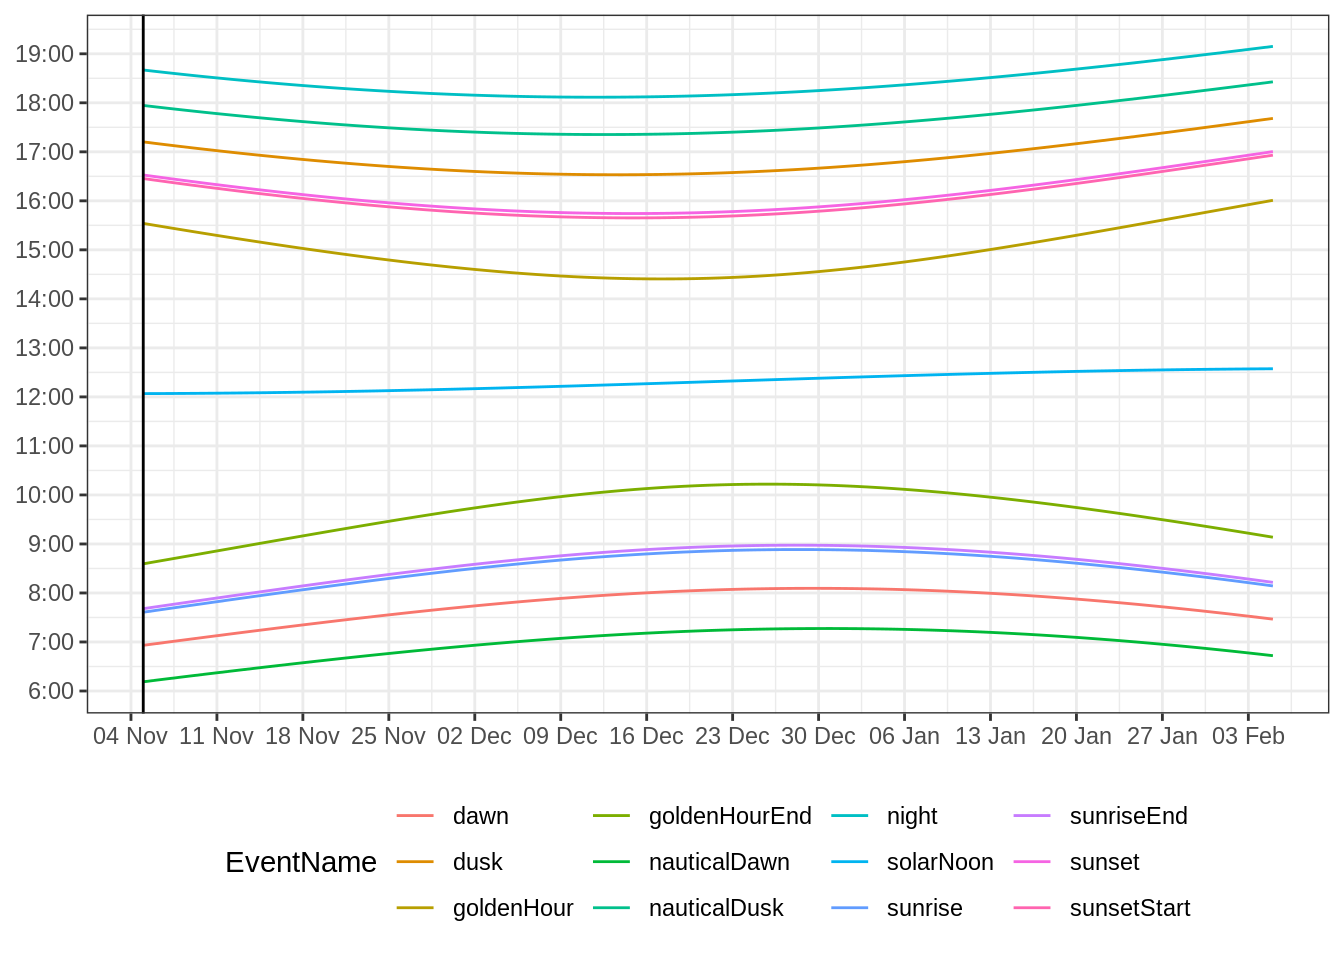 19:00
18:00
17:00
16:00
15:00
14:00
13:00
12:00
11:00
10:00
9:00
8:00
7:00
6:00
04 Nov 11 Nov 18 Nov 25 Nov 02 Dec 09 Dec 16 Dec 23 Dec 30 Dec 06 Jan 13 Jan 20 Jan 27 Jan 03 Feb
EventName
dawn goldenHourEnd night sunriseEnd
dusk nauticalDawn solarNoon sunset
goldenHour nauticalDusk sunrise sunsetStart